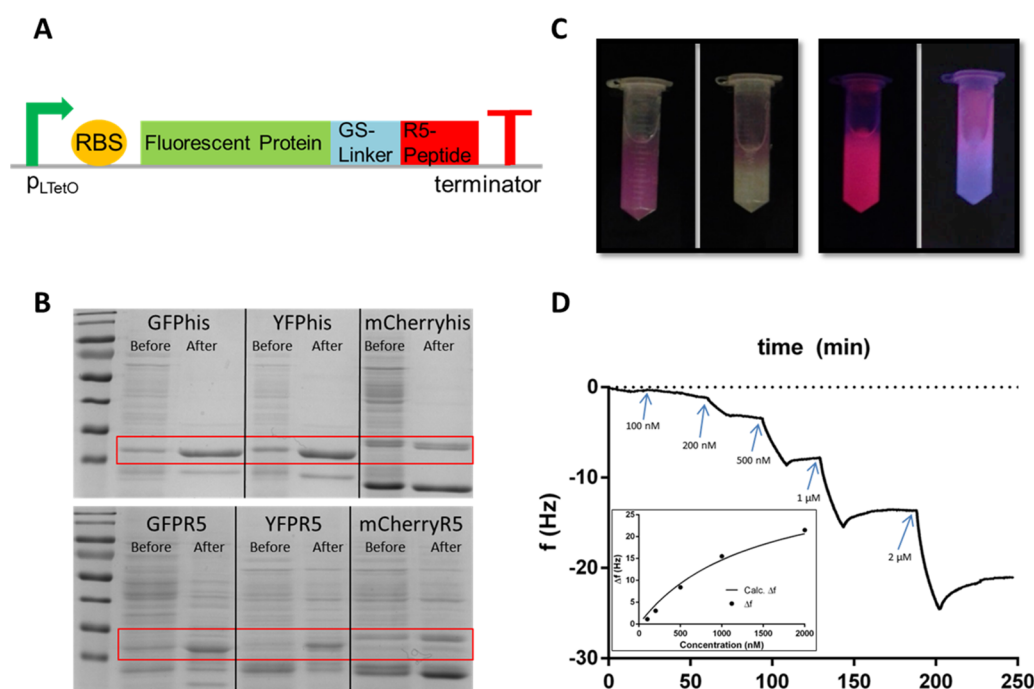 A
RBS
Fluorescent Protein
GS-
Linker
R5-
Peptide
pLTetO
terminator
B
GFPhis
YFPhis
mCherryhis
Before
After
Before
After
Before
After
GFPR5
YFPR5
mCherryR5
Before
After
Before
After
Before
After
C
D
time (min)
f (Hz)
0
-10
-20
-30
0
50
100
150
200
250
100 nM
200 nM
500 nM
1 µM
2 µM
Δf (Hz)
25
20
15
10
5
0
0
500
1000
1500
2000
Concentration (nM)
Calc. Δf
Δf